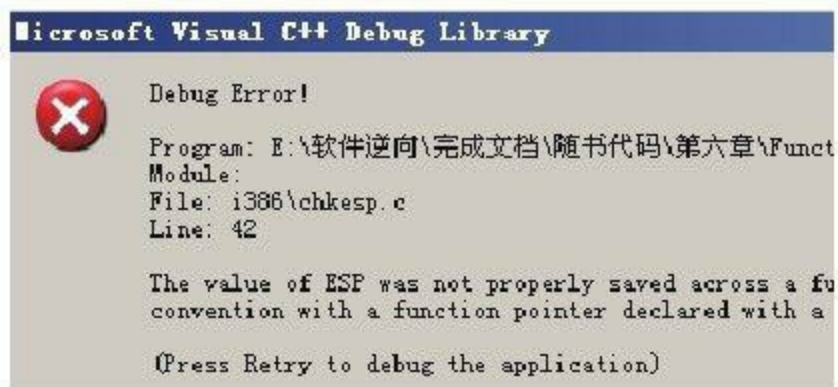 Microsoft Visual C++ Debug Library
Debug Error!
Program: E:\软件逆向\完成文档\随书代码\第六章\Funct
Module:
File: i386\chkesp.c
Line: 42
The value of ESP was not properly saved across a fu
convention with a function pointer declared with a
(Press Retry to debug the application)